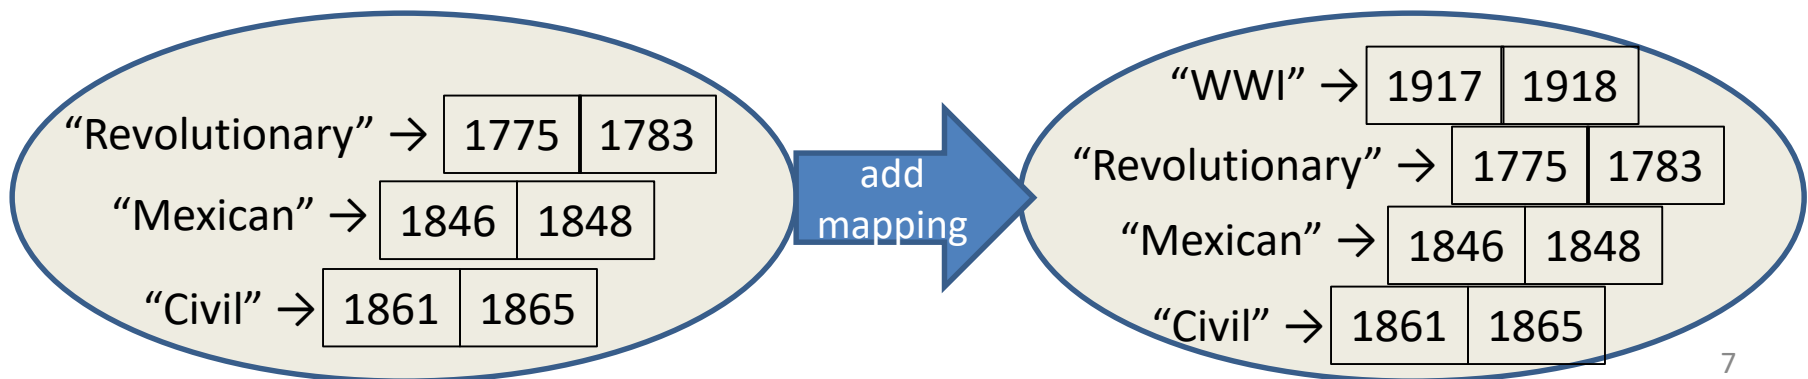 “Revolutionary” → 1775 1783
“Mexican” → 1846 1848
“Civil” → 1861 1865
add
mapping
“WWI” → 1917 1918
“Revolutionary” → 1775 1783
“Mexican” → 1846 1848
“Civil” → 1861 1865
7